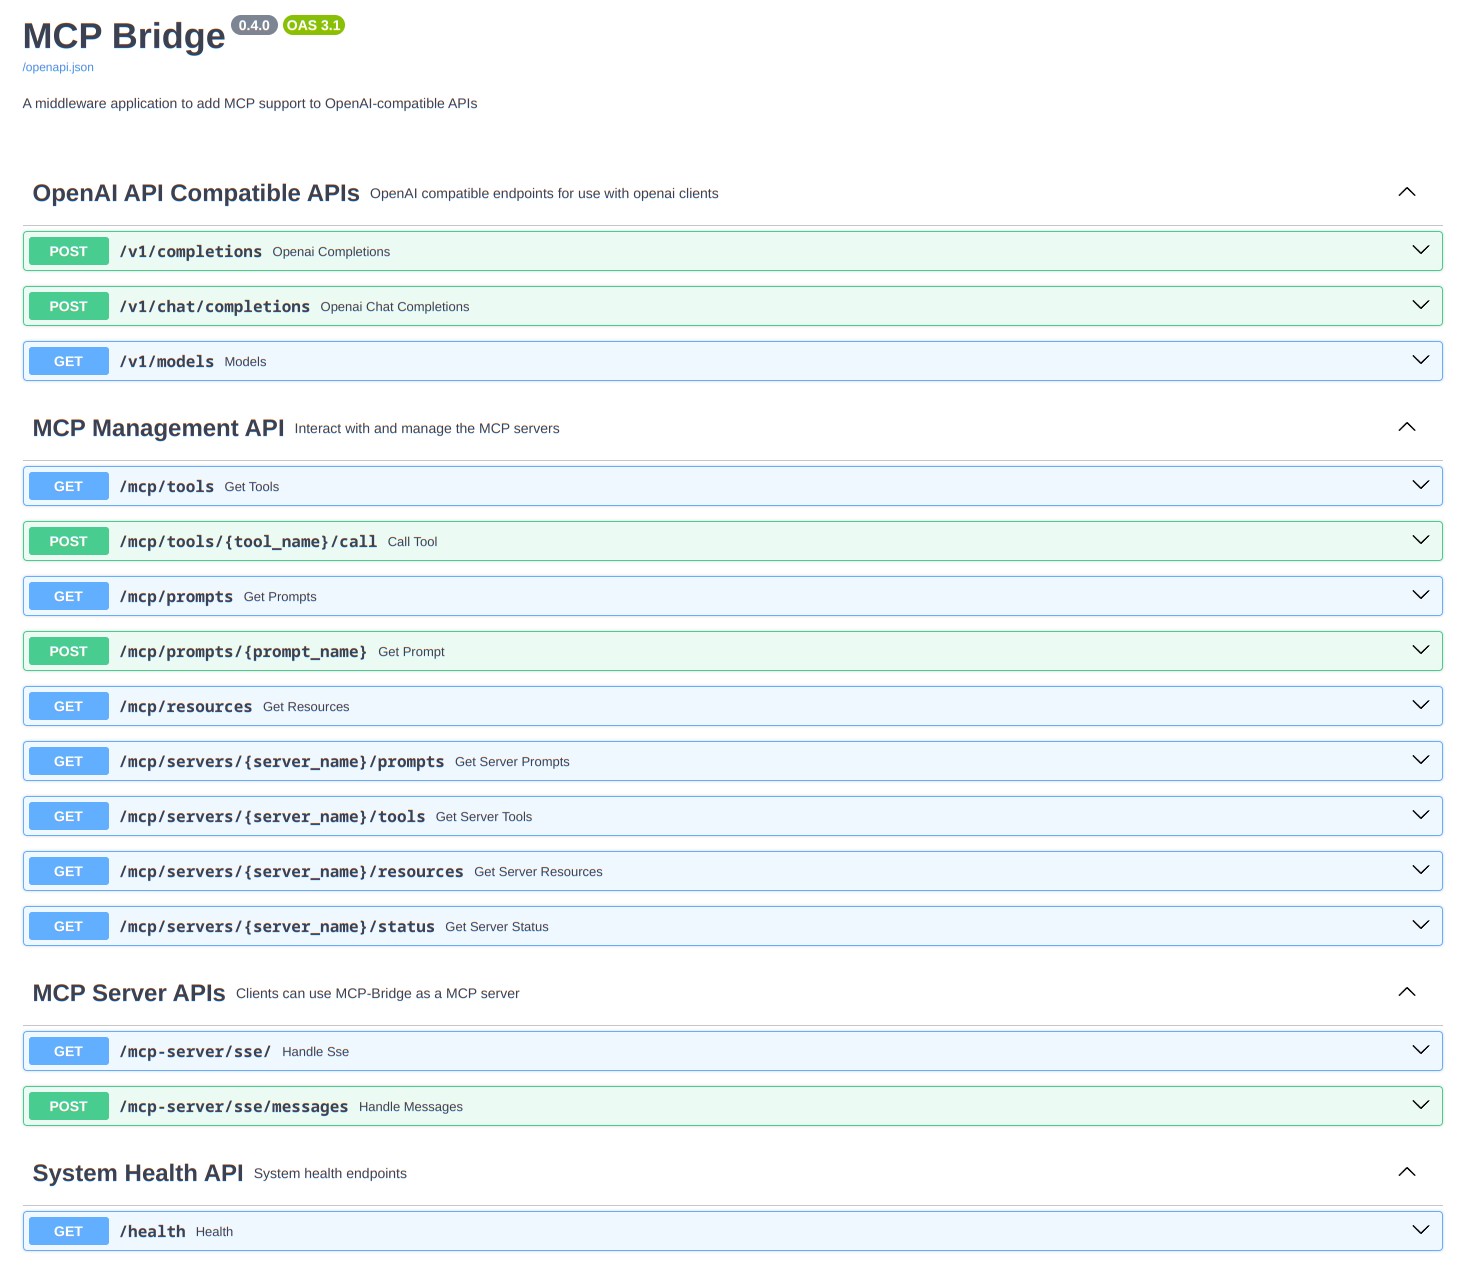 MCP Bridge 0.4.0 OAS 3.1
/openapi.json
A middleware application to add MCP support to OpenAI-compatible APIs
OpenAI API Compatible APIs OpenAI compatible endpoints for use with openai clients
POST /v1/completions Openai Completions
POST /v1/chat/completions Openai Chat Completions
GET /v1/models Models
MCP Management API Interact with and manage the MCP servers
GET /mcp/tools Get Tools
POST /mcp/tools/{tool_name}/call Call Tool
GET /mcp/prompts Get Prompts
POST /mcp/prompts/{prompt_name} Get Prompt
GET /mcp/resources Get Resources
GET /mcp/servers/{server_name}/prompts Get Server Prompts
GET /mcp/servers/{server_name}/tools Get Server Tools
GET /mcp/servers/{server_name}/resources Get Server Resources
GET /mcp/servers/{server_name}/status Get Server Status
MCP Server APIs Clients can use MCP-Bridge as a MCP server
GET /mcp-server/sse/ Handle Sse
POST /mcp-server/sse/messages Handle Messages
System Health API System health endpoints
GET /health Health